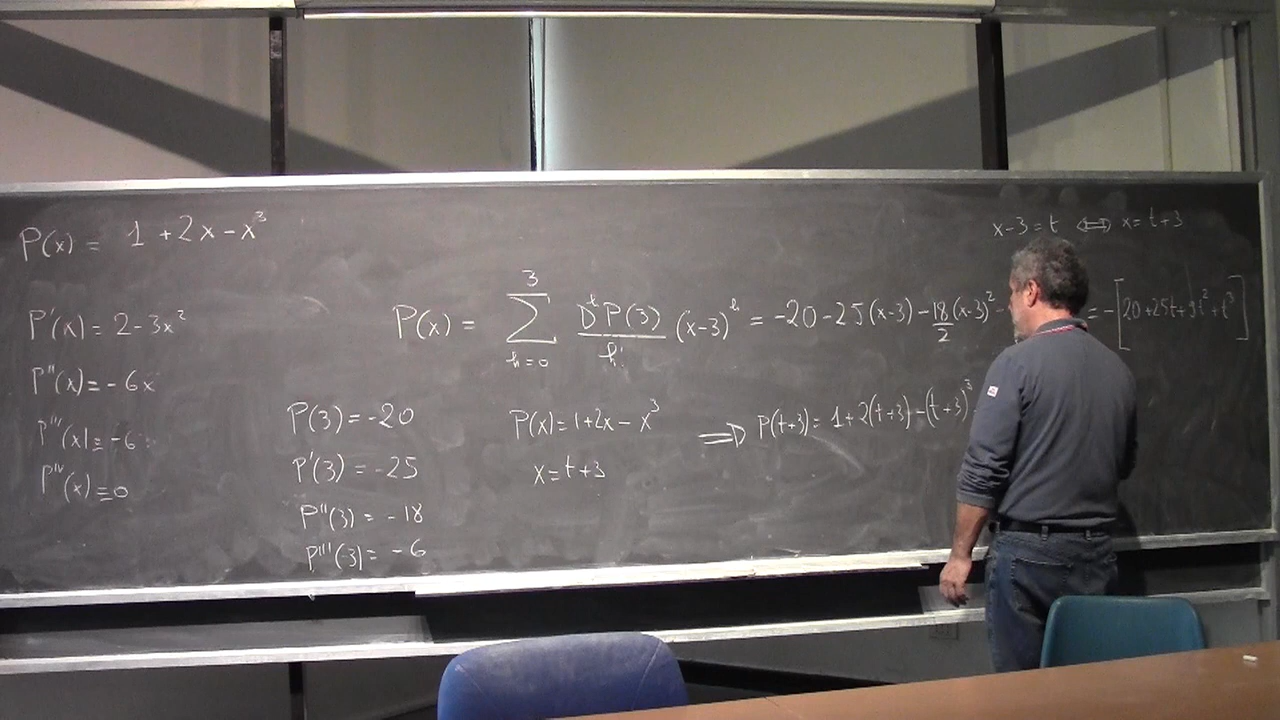 P(x) = 1 + 2x - x³
x-3 = t ⇔ x = t+3
P'(x) = 2 - 3x²
P''(x) = - 6x
P'''(x) = -6
P''''(x) = 0
P(x) = ∑_{h=0}^{3} \frac{D^h P(3)}{h!} (x-3)^h = -20 - 25(x-3) - \frac{18}{2}(x-3)² - = -[20 + 25t + 9t² + t³]
P(3) = -20
P'(3) = -25
P''(3) = - 18
P'''(3) = - 6
P(x) = 1+2x - x³
x = t+3
⇒ P(t+3) = 1 + 2(t+3) - (t+3)³